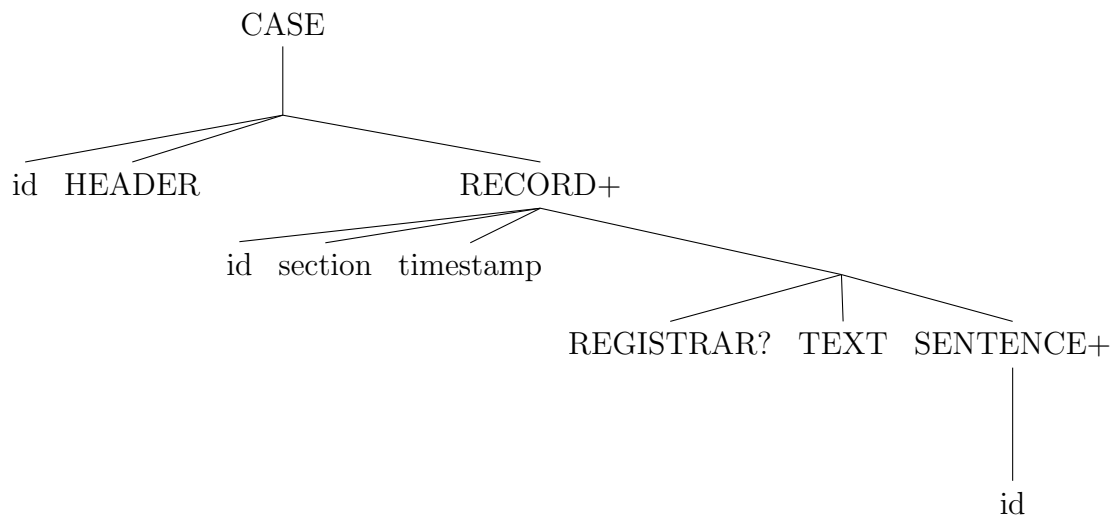 CASE
id HEADER RECORD+
id section timestamp
REGISTRAR? TEXT SENTENCE+
id